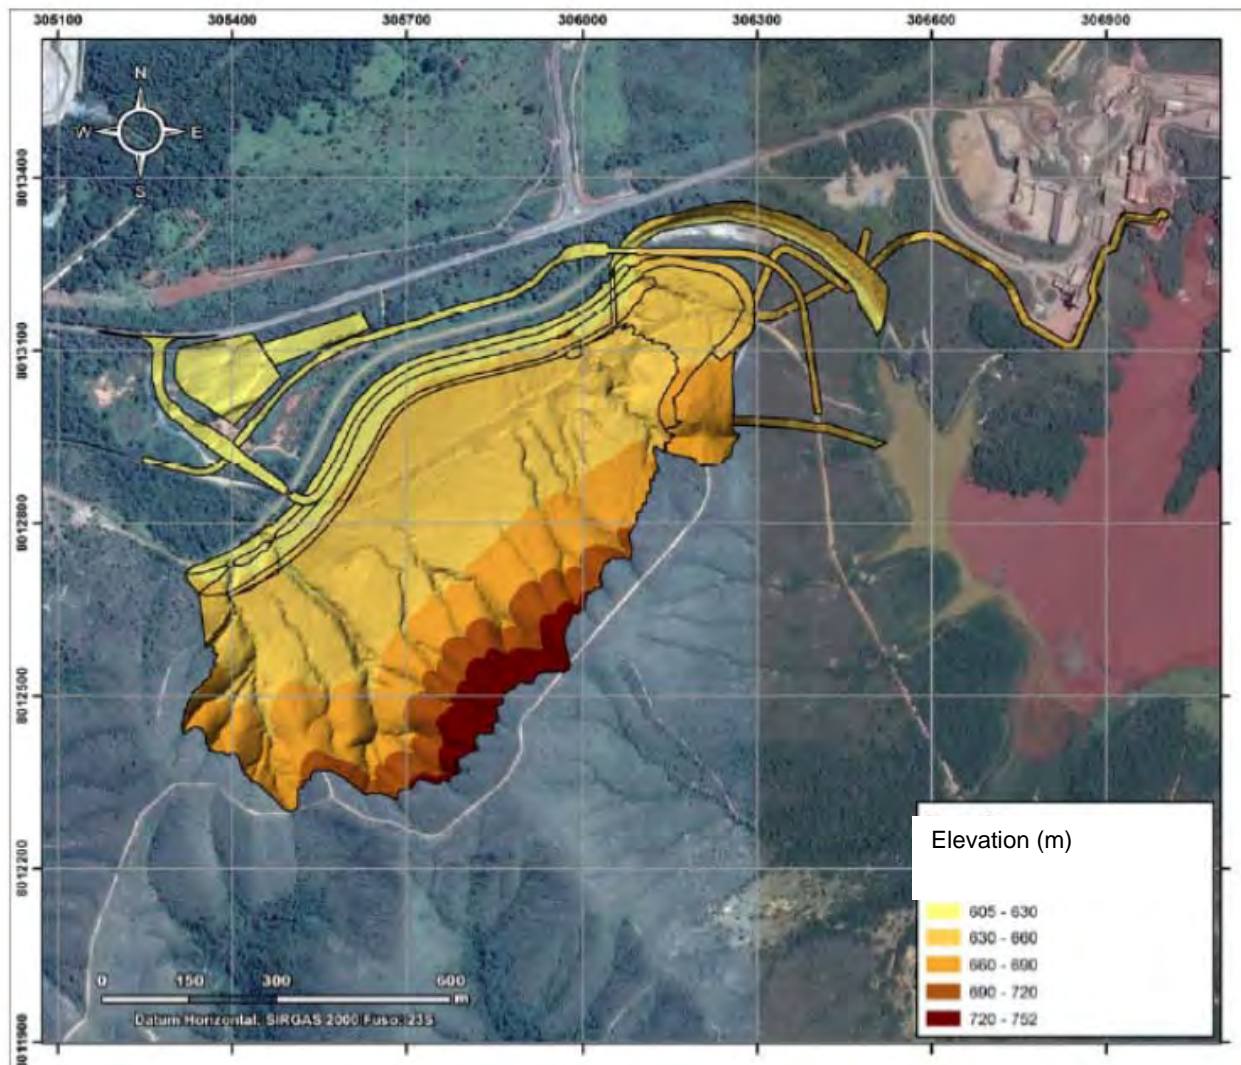 305100 305400 305700 306000 306300 306600 306900
N
W E
S
8013400
8013100
8012800
8012500
8012200
8011900
Elevation (m)
605 - 630
630 - 660
660 - 690
690 - 720
720 - 752
0 150 300 600
m
Datum Horizontal: SIRGAS 2000 Fuso: 23S